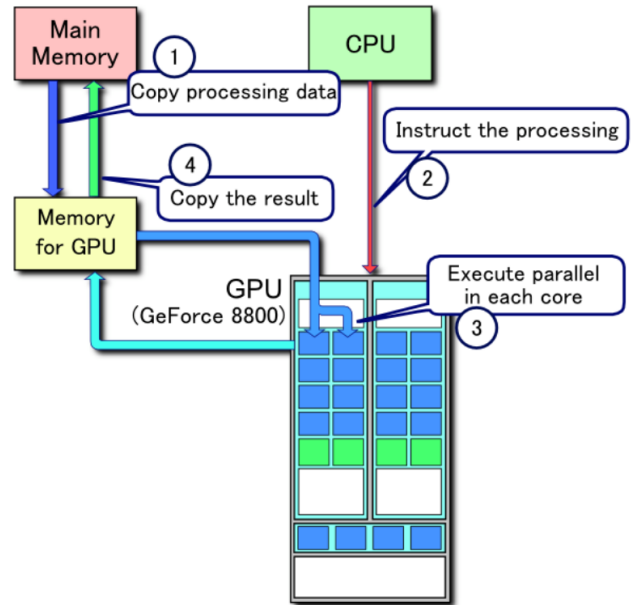 Main
Memory
CPU
1
Copy processing data
Instruct the processing
2
4
Copy the result
Memory
for GPU
GPU
(GeForce 8800)
Execute parallel
in each core
3